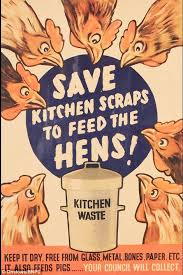 SAVE
KITCHEN SCRAPS
TO FEED THE
HENS!
KITCHEN
WASTE
KEEP IT DRY, FREE FROM GLASS, METAL, BONES, PAPER, ETC.
IT ALSO FEEDS PIGS......YOUR COUNCIL WILL COLLECT